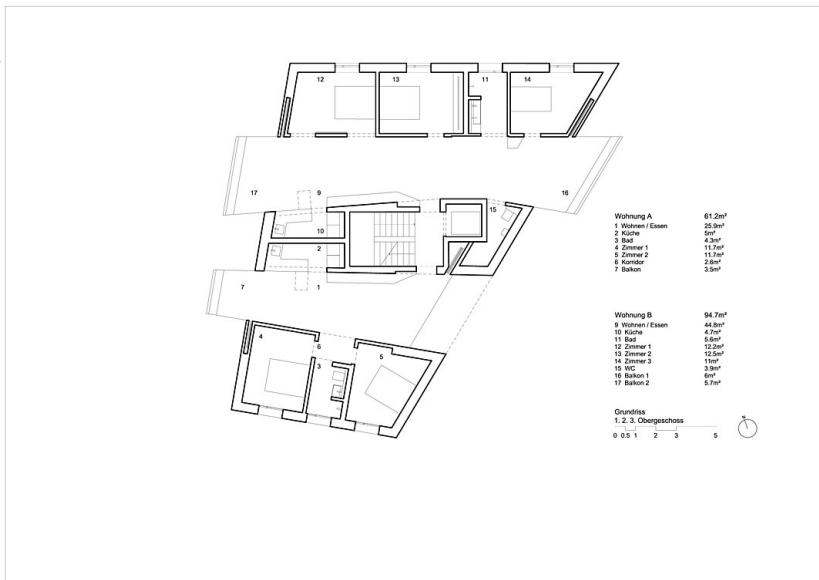 12
13
11
14
17
9
16
15
10
2
7
1
4
6
3
5
Wohnung A 61.2m²
1 Wohnen / Essen 25.9m²
2 Küche 5m²
3 Bad 4.3m²
4 Zimmer 1 11.7m²
5 Zimmer 2 11.7m²
6 Korridor 2.6m²
7 Balkon 3.5m²
Wohnung B 94.7m²
9 Wohnen / Essen 44.8m²
10 Küche 4.7m²
11 Bad 5.6m²
12 Zimmer 1 12.2m²
13 Zimmer 2 12.5m²
14 Zimmer 3 11m²
15 WC 3.9m²
16 Balkon 1 6m²
17 Balkon 2 5.7m²
Grundriss
1. 2. 3. Obergeschoss
0 0.5 1 2 3 5
N